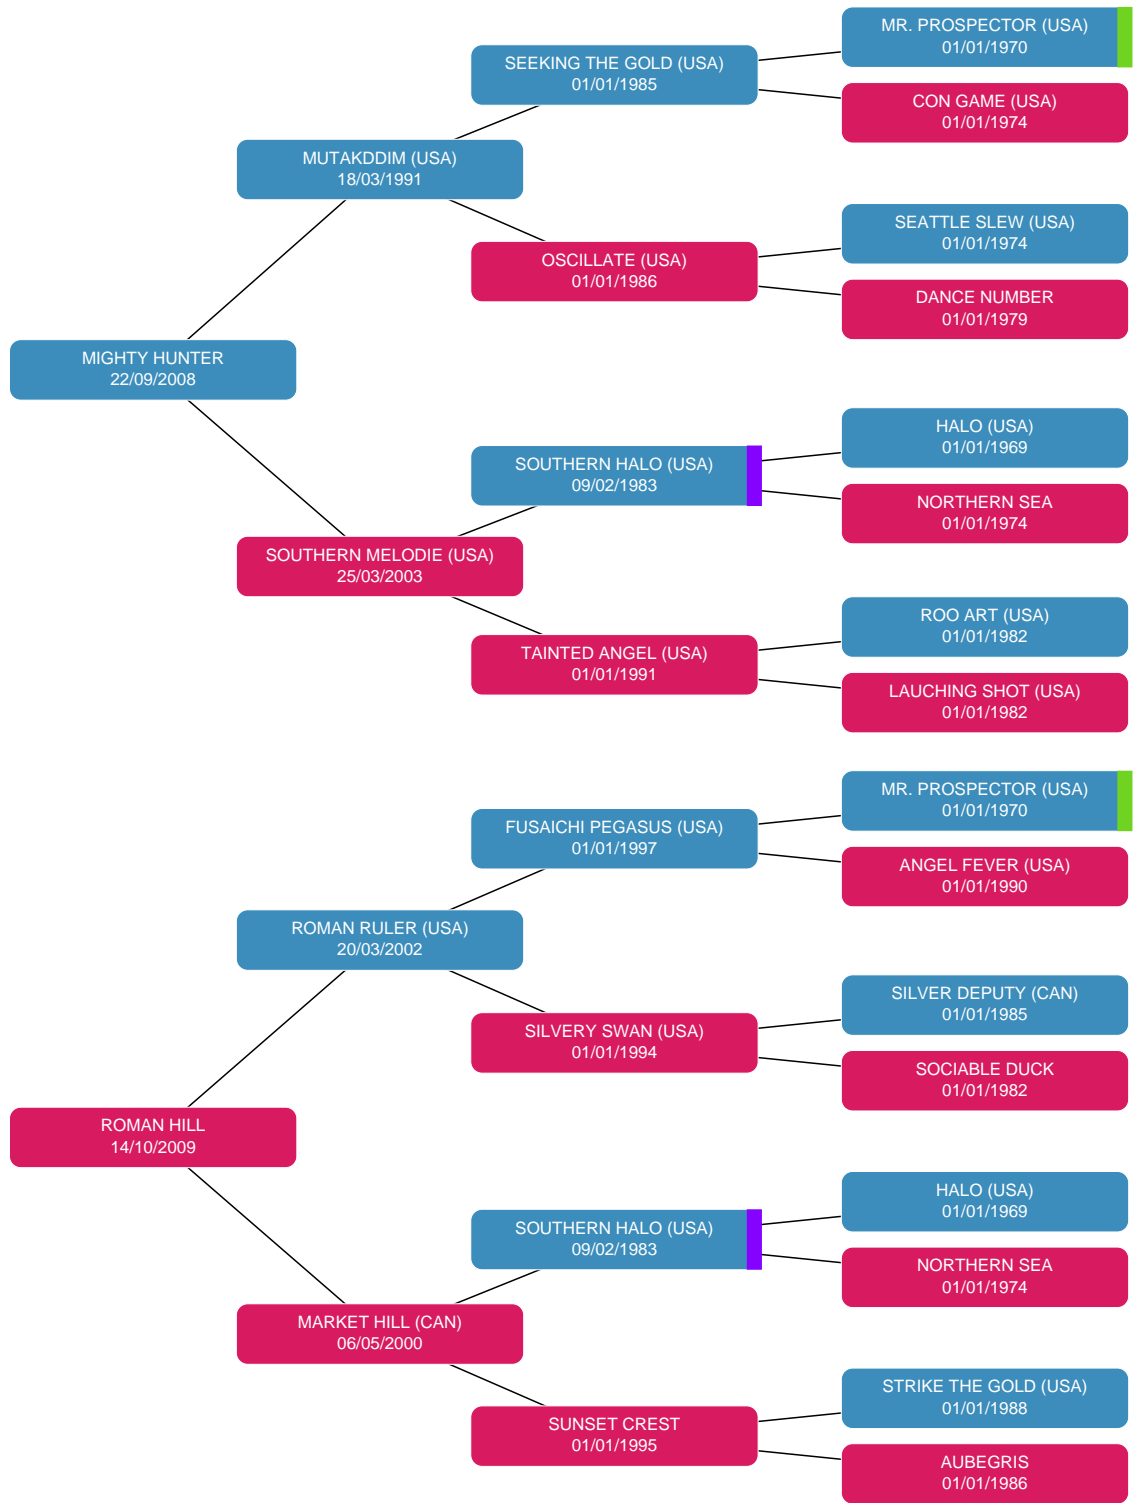 MR. PROSPECTOR (USA)
01/01/1970
SEEKING THE GOLD (USA)
01/01/1985
CON GAME (USA)
01/01/1974
MUTAKDDIM (USA)
18/03/1991
SEATTLE SLEW (USA)
01/01/1974
OSCILLATE (USA)
01/01/1986
DANCE NUMBER
01/01/1979
MIGHTY HUNTER
22/09/2008
HALO (USA)
01/01/1969
SOUTHERN HALO (USA)
09/02/1983
NORTHERN SEA
01/01/1974
SOUTHERN MELODIE (USA)
25/03/2003
ROO ART (USA)
01/01/1982
TAINTED ANGEL (USA)
01/01/1991
LAUCHING SHOT (USA)
01/01/1982
MR. PROSPECTOR (USA)
01/01/1970
FUSAICHI PEGASUS (USA)
01/01/1997
ANGEL FEVER (USA)
01/01/1990
ROMAN RULER (USA)
20/03/2002
SILVER DEPUTY (CAN)
01/01/1985
SILVERY SWAN (USA)
01/01/1994
SOCIABLE DUCK
01/01/1982
ROMAN HILL
14/10/2009
HALO (USA)
01/01/1969
SOUTHERN HALO (USA)
09/02/1983
NORTHERN SEA
01/01/1974
MARKET HILL (CAN)
06/05/2000
STRIKE THE GOLD (USA)
01/01/1988
SUNSET CREST
01/01/1995
AUBEGRIS
01/01/1986